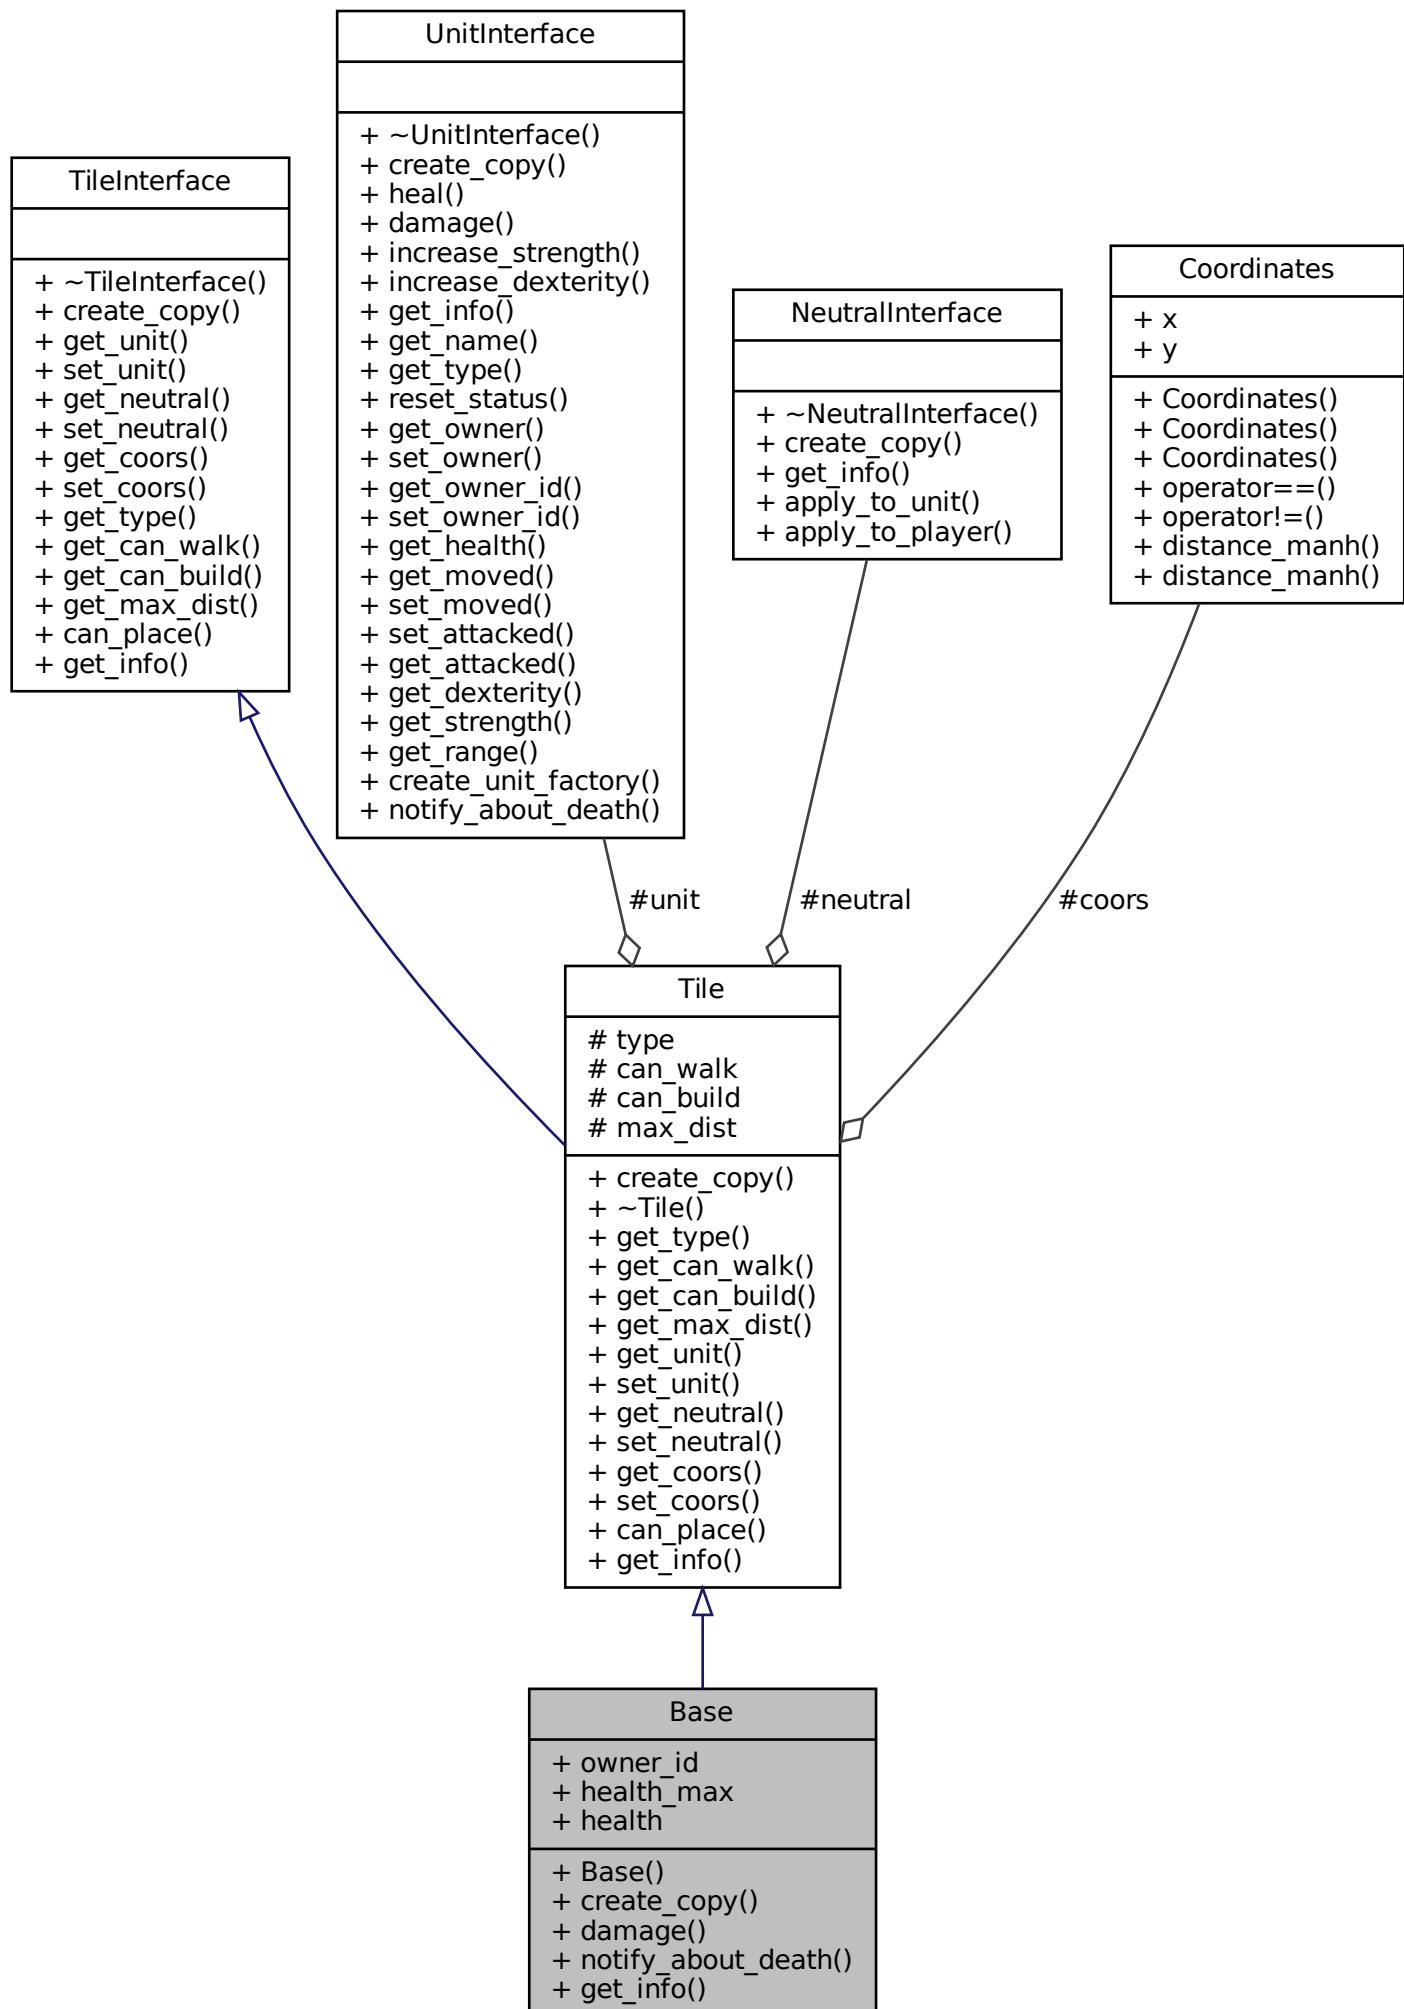 UnitInterface
+ ~UnitInterface()
+ create_copy()
+ heal()
+ damage()
+ increase_strength()
+ increase_dexterity()
+ get_info()
+ get_name()
+ get_type()
+ reset_status()
+ get_owner()
+ set_owner()
+ get_owner_id()
+ set_owner_id()
+ get_health()
+ get_moved()
+ set_moved()
+ set_attacked()
+ get_attacked()
+ get_dexterity()
+ get_strength()
+ get_range()
+ create_unit_factory()
+ notify_about_death()
TileInterface
+ ~TileInterface()
+ create_copy()
+ get_unit()
+ set_unit()
+ get_neutral()
+ set_neutral()
+ get_coors()
+ set_coors()
+ get_type()
+ get_can_walk()
+ get_can_build()
+ get_max_dist()
+ can_place()
+ get_info()
NeutralInterface
+ ~NeutralInterface()
+ create_copy()
+ get_info()
+ apply_to_unit()
+ apply_to_player()
Coordinates
+ x
+ y
+ Coordinates()
+ Coordinates()
+ Coordinates()
+ operator==()
+ operator!=()
+ distance_manh()
+ distance_manh()
#unit
#neutral
#coors
Tile
# type
# can_walk
# can_build
# max_dist
+ create_copy()
+ ~Tile()
+ get_type()
+ get_can_walk()
+ get_can_build()
+ get_max_dist()
+ get_unit()
+ set_unit()
+ get_neutral()
+ set_neutral()
+ get_coors()
+ set_coors()
+ can_place()
+ get_info()
Base
+ owner_id
+ health_max
+ health
+ Base()
+ create_copy()
+ damage()
+ notify_about_death()
+ get_info()